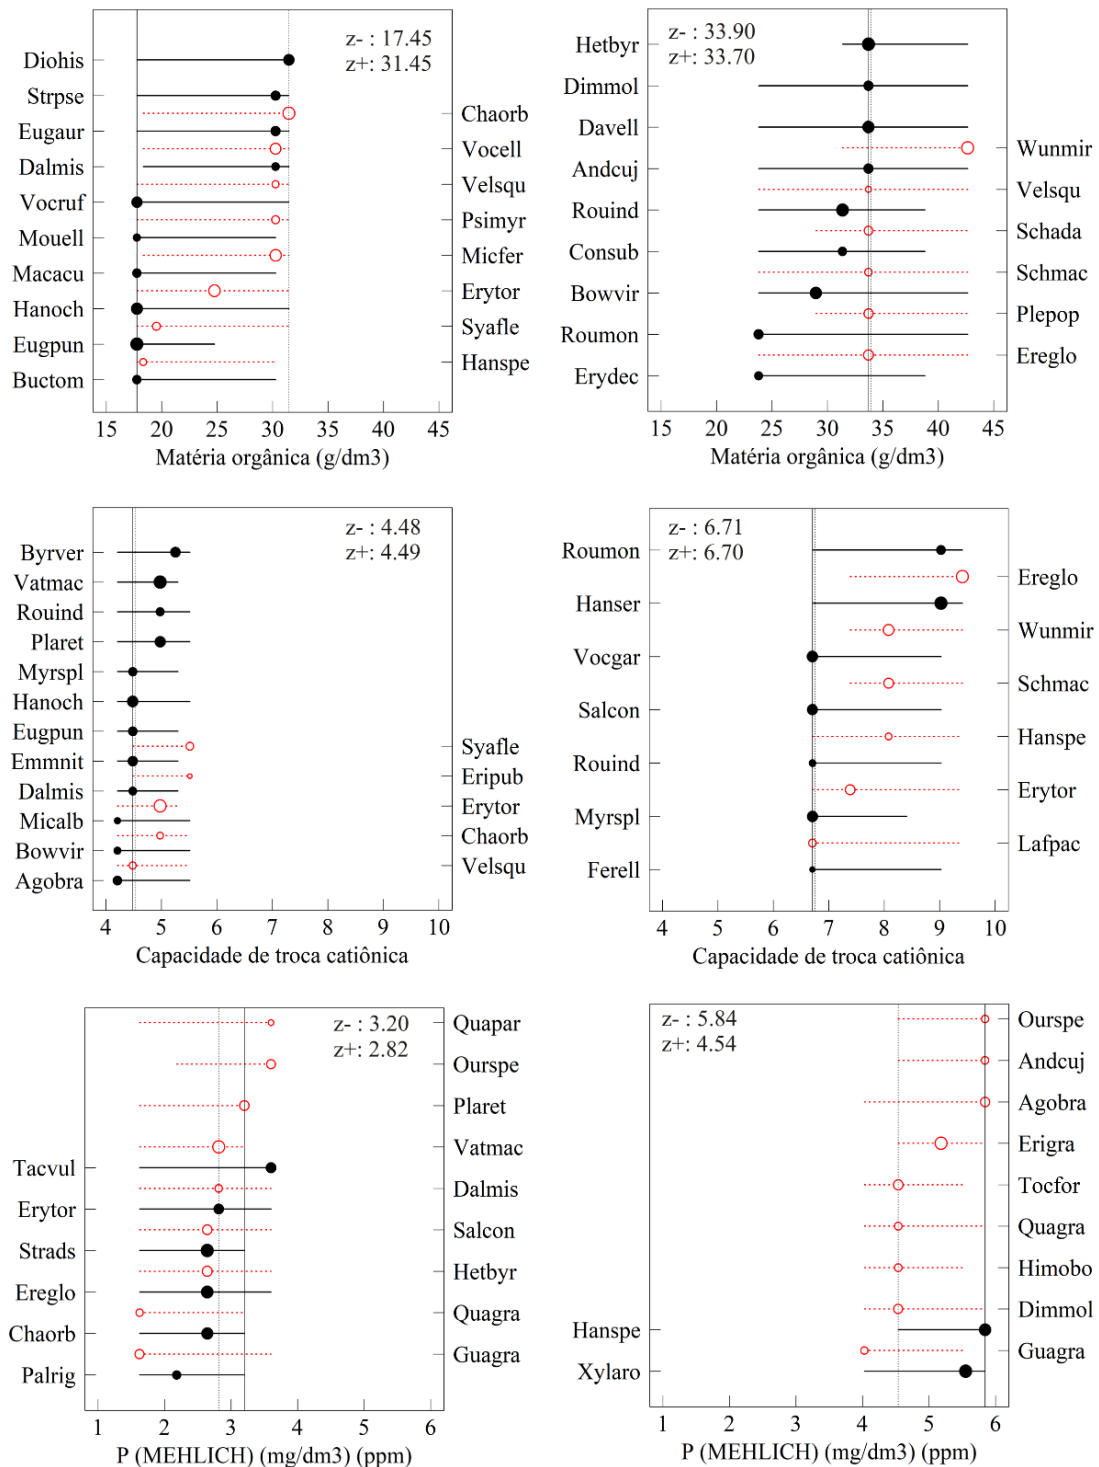 z- : 17.45
z+: 31.45
Diohis
Strpse
Eugaur
Dalmis
Vocruf
Mouell
Macacu
Hanoch
Eugpun
Buctom
Chaorb
Vocell
Velsqu
Psimyr
Micfer
Erytor
Syafle
Hanspe
15 20 25 30 35 40 45
Matéria orgânica (g/dm3)
z- : 33.90
z+: 33.70
Hetbyr
Dimmol
Davell
Andcuj
Rouind
Consub
Bowvir
Roumon
Erydec
Wunmir
Velsqu
Schada
Schmac
Plepop
Ereglo
15 20 25 30 35 40 45
Matéria orgânica (g/dm3)
z- : 4.48
z+: 4.49
Byrver
Vatmac
Rouind
Plaret
Myrspl
Hanoch
Eugpun
Emmnit
Dalmis
Micalb
Bowvir
Agobra
Syafle
Eripub
Erytor
Chaorb
Velsqu
4 5 6 7 8 9 10
Capacidade de troca catiônica
z- : 6.71
z+: 6.70
Roumon
Hanser
Vocgar
Salcon
Rouind
Myrspl
Ferell
Ereglo
Wunmir
Schmac
Hanspe
Erytor
Lafpac
4 5 6 7 8 9 10
Capacidade de troca catiônica
z- : 3.20
z+: 2.82
Tacvul
Erytor
Strads
Ereglo
Chaorb
Palrig
Quapar
Ourspe
Plaret
Vatmac
Dalmis
Salcon
Hetbyr
Quagra
Guagra
1 2 3 4 5 6
P (MEHLICH) (mg/dm3) (ppm)
z- : 5.84
z+: 4.54
Hanspe
Xylaro
Ourspe
Andcuj
Agobra
Erigra
Tocfor
Quagra
Himobo
Dimmol
Guagra
1 2 3 4 5 6
P (MEHLICH) (mg/dm3) (ppm)